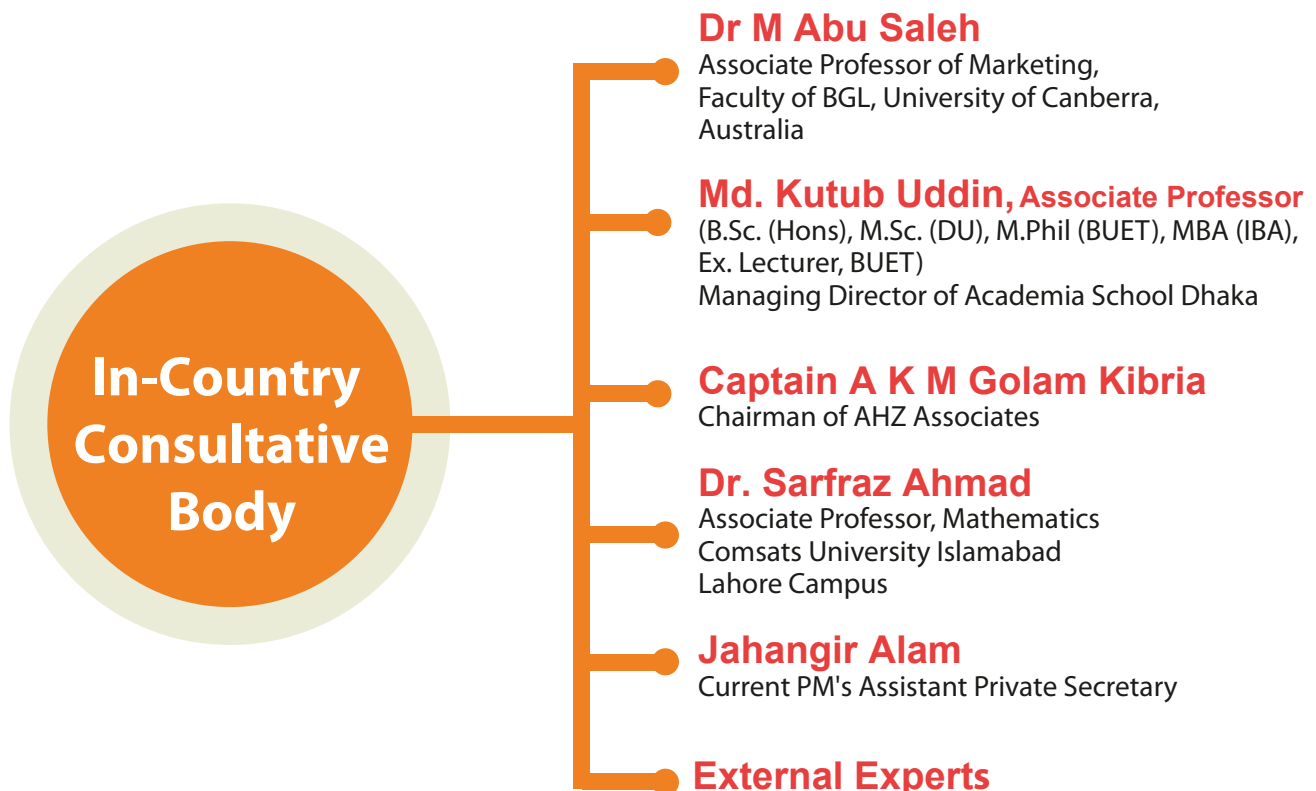 In-Country
Consultative
Body
Dr M Abu Saleh
Associate Professor of Marketing,
Faculty of BGL, University of Canberra,
Australia
Md. Kutub Uddin, Associate Professor
(B.Sc. (Hons), M.Sc. (DU), M.Phil (BUET), MBA (IBA),
Ex. Lecturer, BUET)
Managing Director of Academia School Dhaka
Captain A K M Golam Kibria
Chairman of AHZ Associates
Dr. Sarfraz Ahmad
Associate Professor, Mathematics
Comsats University Islamabad
Lahore Campus
Jahangir Alam
Current PM's Assistant Private Secretary
External Experts